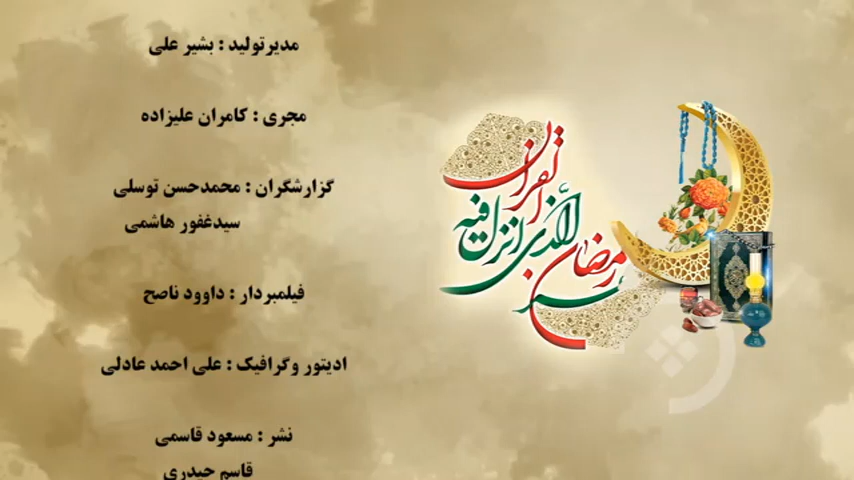 مدیرتولید : بشیر علی
مجری : کامران علیزاده
گزارشگران : محمدحسن توسلی
سیدغفور هاشمی
فیلمبردار : داوود ناصح
ادیتور وگرافیک : علی احمد عادلی
نشر : مسعود قاسمی
قاسم حیدری
شهر رمضان
الذی انزل فیه
القرآن